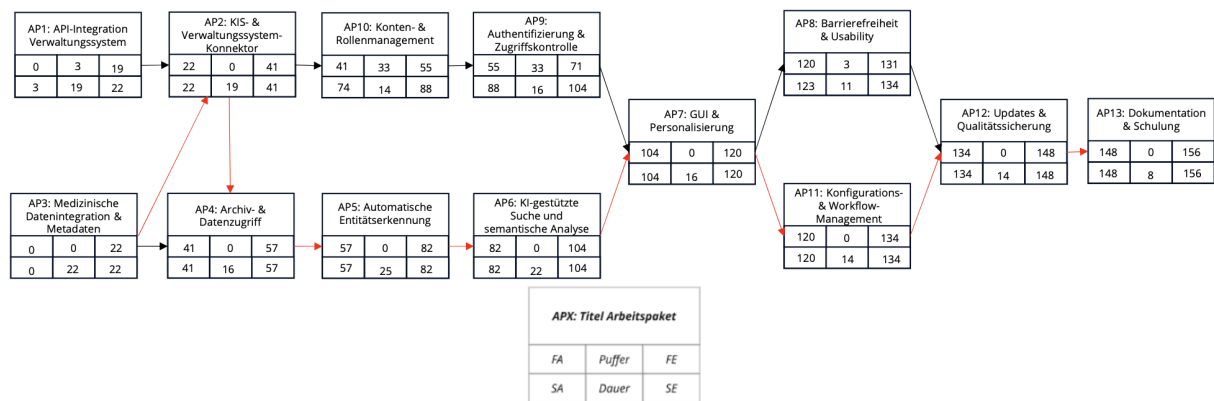 AP1: API-Integration
Verwaltungssystem
0 3 19
3 19 22
AP2: KIS- &
Verwaltungssystem-
Konnektor
22 0 41
22 19 41
AP10: Konten- &
Rollenmanagement
41 33 55
74 14 88
AP9:
Authentifizierung &
Zugriffskontrolle
55 33 71
88 16 104
AP8: Barrierefreiheit
& Usability
120 3 131
123 11 134
AP7: GUI &
Personalisierung
104 0 120
104 16 120
AP12: Updates &
Qualitätssicherung
134 0 148
134 14 148
AP13: Dokumentation
& Schulung
148 0 156
148 8 156
AP3: Medizinische
Datenintegration &
Metadaten
0 0 22
0 22 22
AP4: Archiv- &
Datenzugriff
41 0 57
41 16 57
AP5: Automatische
Entitätserkennung
57 0 82
57 25 82
AP6: KI-gestützte
Suche und
semantische Analyse
82 0 104
82 22 104
AP11: Konfigurations-
& Workflow-
Management
120 0 134
120 14 134
APX: Titel Arbeitspaket
FA Puffer FE
SA Dauer SE